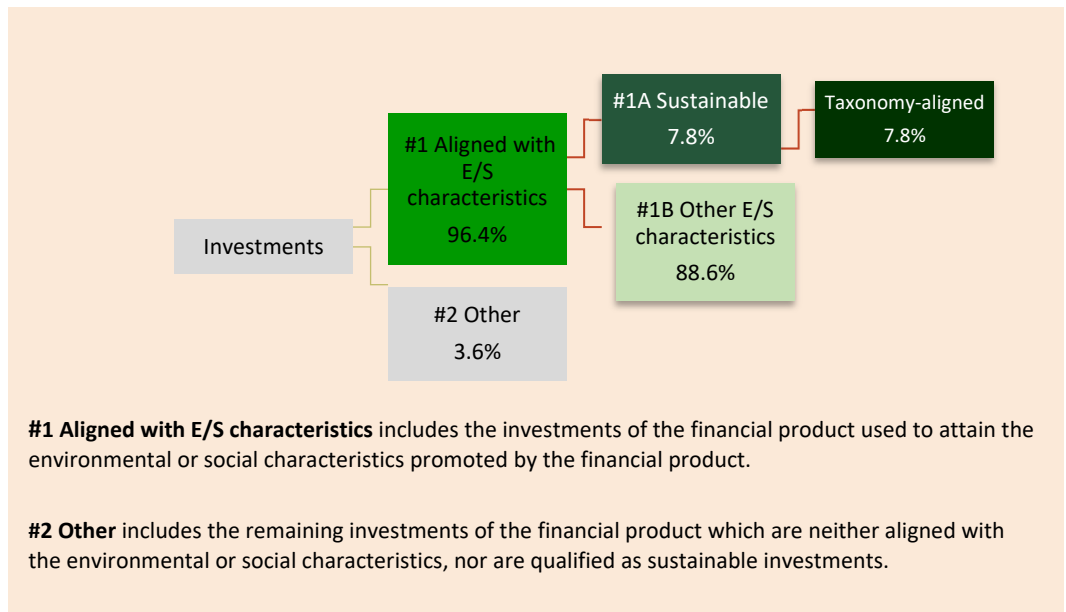 #1A Sustainable
7.8%
Taxonomy-aligned
7.8%
#1 Aligned with
E/S
characteristics
96.4%
#1B Other E/S
characteristics
88.6%
Investments
#2 Other
3.6%
#1 Aligned with E/S characteristics includes the investments of the financial product used to attain the
environmental or social characteristics promoted by the financial product.
#2 Other includes the remaining investments of the financial product which are neither aligned with
the environmental or social characteristics, nor are qualified as sustainable investments.